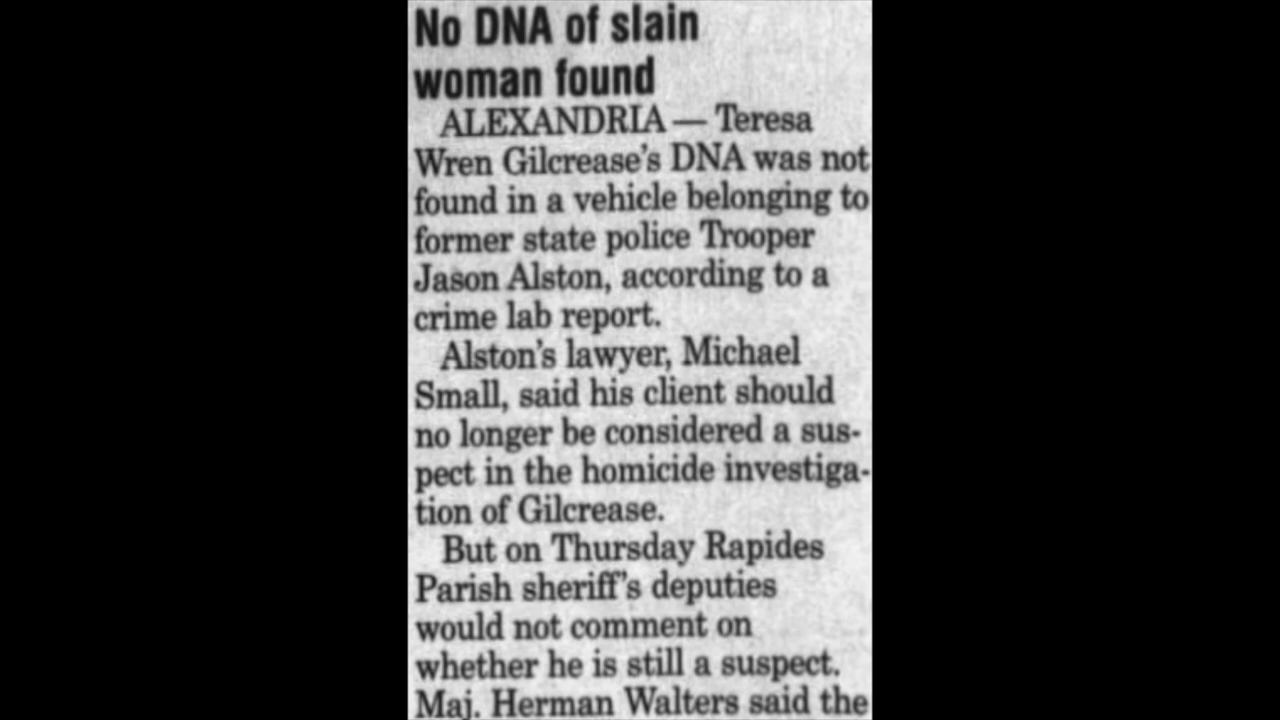 No DNA of slain
woman found
ALEXANDRIA — Teresa
Wren Gilcrease's DNA was not
found in a vehicle belonging to
former state police Trooper
Jason Alston, according to a
crime lab report.
Alston's lawyer, Michael
Small, said his client should
no longer be considered a sus-
pect in the homicide investiga-
tion of Gilcrease.
But on Thursday Rapides
Parish sheriff's deputies
would not comment on
whether he is still a suspect.
Maj. Herman Walters said the